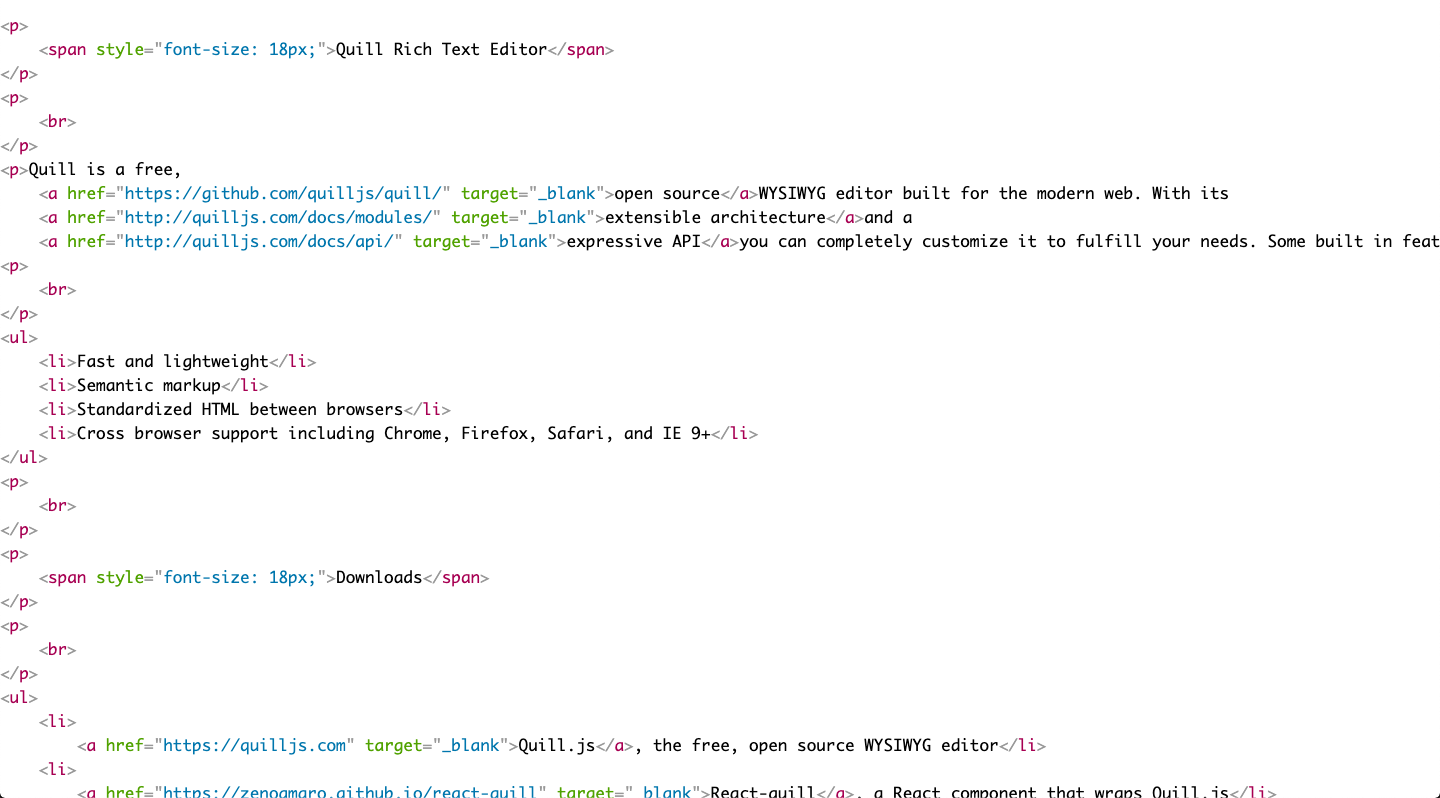 <p>
    <span style="font-size: 18px;">Quill Rich Text Editor</span>
</p>
<p>
    <br>
</p>
<p>Quill is a free,
    <a href="https://github.com/quilljs/quill/" target="_blank">open source</a>WYSIWYG editor built for the modern web. With its
    <a href="http://quilljs.com/docs/modules/" target="_blank">extensible architecture</a>and a
    <a href="http://quilljs.com/docs/api/" target="_blank">expressive API</a>you can completely customize it to fulfill your needs. Some built in feat
<p>
    <br>
</p>
<ul>
    <li>Fast and lightweight</li>
    <li>Semantic markup</li>
    <li>Standardized HTML between browsers</li>
    <li>Cross browser support including Chrome, Firefox, Safari, and IE 9+</li>
</ul>
<p>
    <br>
</p>
<p>
    <span style="font-size: 18px;">Downloads</span>
</p>
<p>
    <br>
</p>
<ul>
    <li>
        <a href="https://quilljs.com" target="_blank">Quill.js</a>, the free, open source WYSIWYG editor</li>
    <li>
        <a href="https://zenoamaro.github.io/react-quill" target="_blank">React-quill</a>, a React component that wraps Quill.js</li>